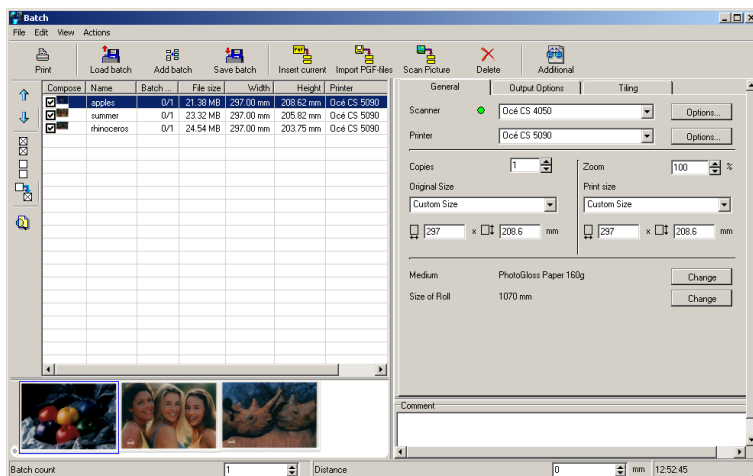 Batch
File Edit View Actions
Print Load batch Add batch Save batch Insert current Import PGF-files Scan Picture Delete Additional
Compose Name Batch ... File size Width Height Printer
apples 0/1 21.38 MB 297.00 mm 208.62 mm Océ CS 5090
summer 0/1 23.32 MB 297.00 mm 205.82 mm Océ CS 5090
rhinoceros 0/1 24.54 MB 297.00 mm 203.75 mm Océ CS 5090
General Output Options Tiling
Scanner Océ CS 4050 Options...
Printer Océ CS 5090 Options...
Copies 1 Zoom 100 %
Original Size Print size
Custom Size Custom Size
297 x 208.6 mm 297 x 208.6 mm
Medium PhotoGloss Paper 160g Change
Size of Roll 1070 mm Change
Comment
Batch count 1 Distance 0 mm 12:52:45